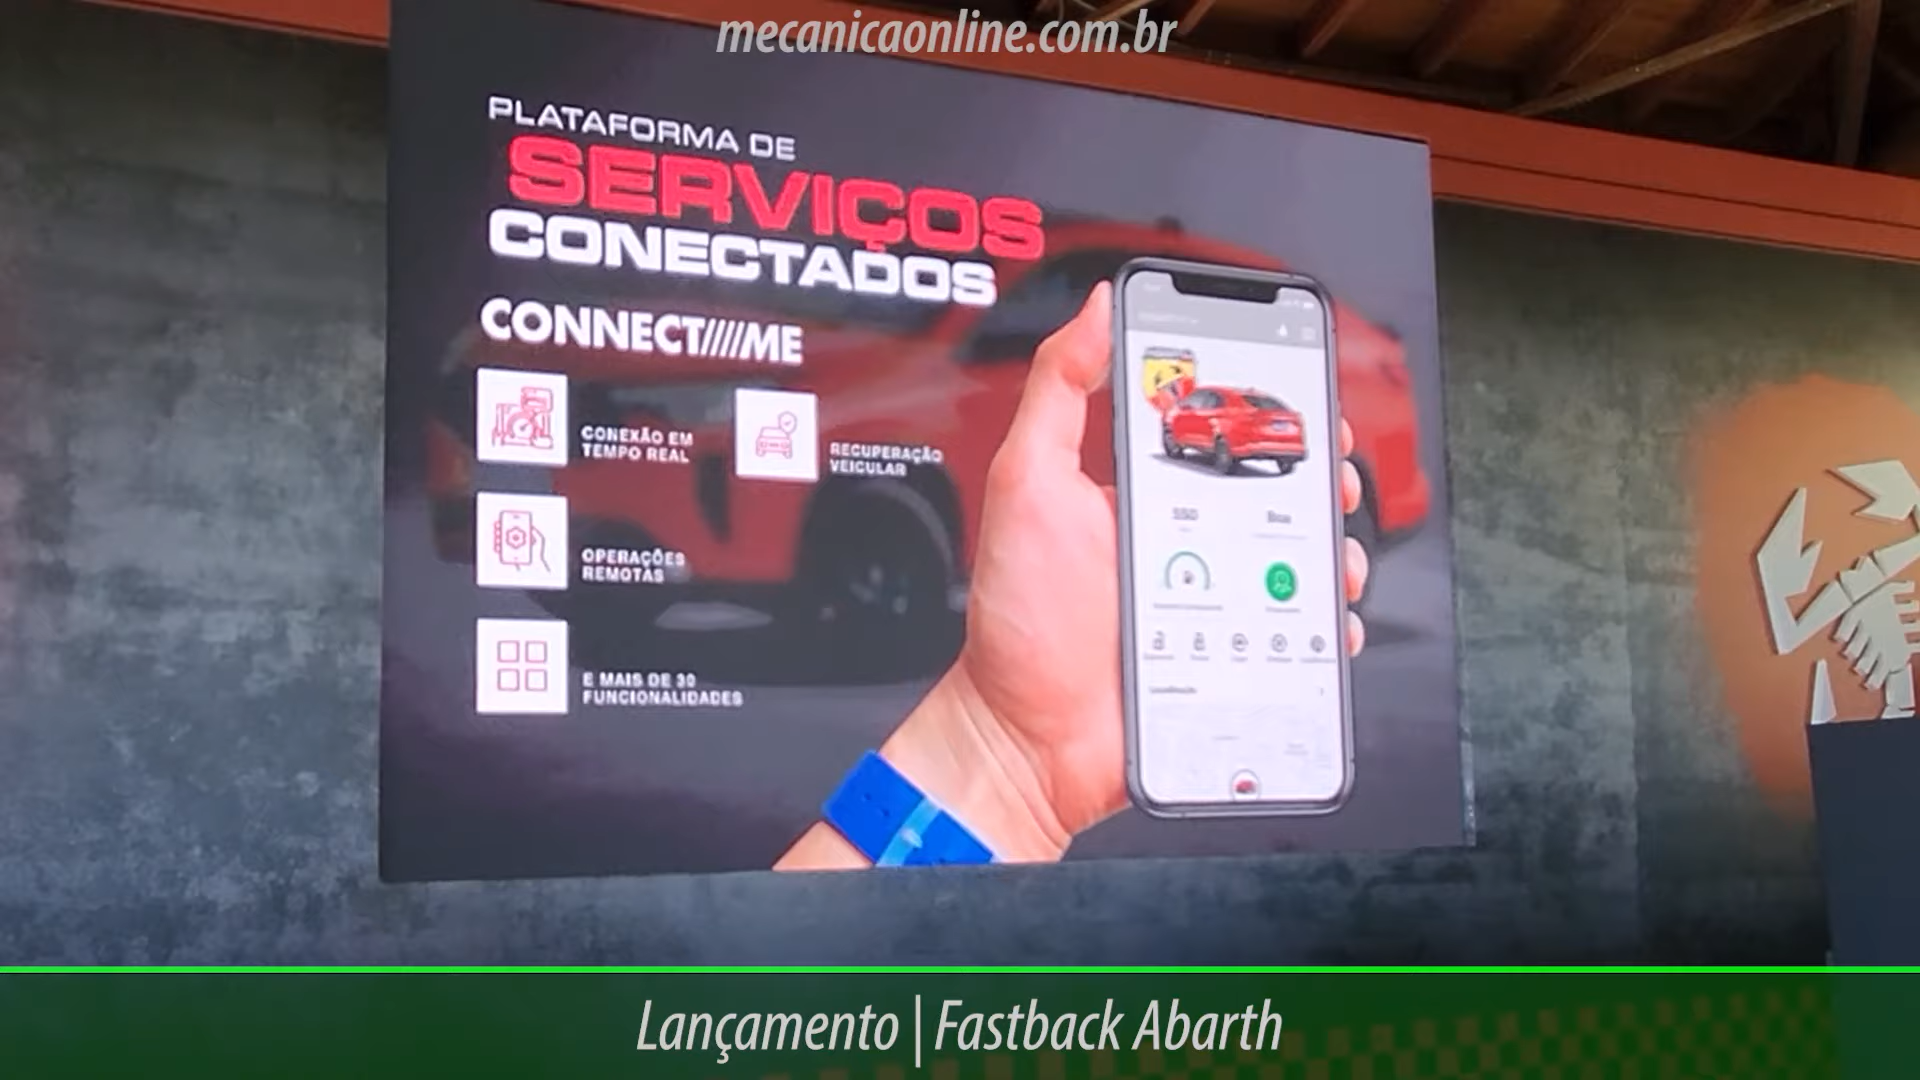 mecanicaonline.com.br
PLATAFORMA DE
SERVIÇOS
CONECTADOS
CONNECT/////ME
CONEXÃO EM
TEMPO REAL
RECUPERAÇÃO
VEICULAR
OPERAÇÕES
REMOTAS
E MAIS DE 30
FUNCIONALIDADES
Lançamento | Fastback Abarth